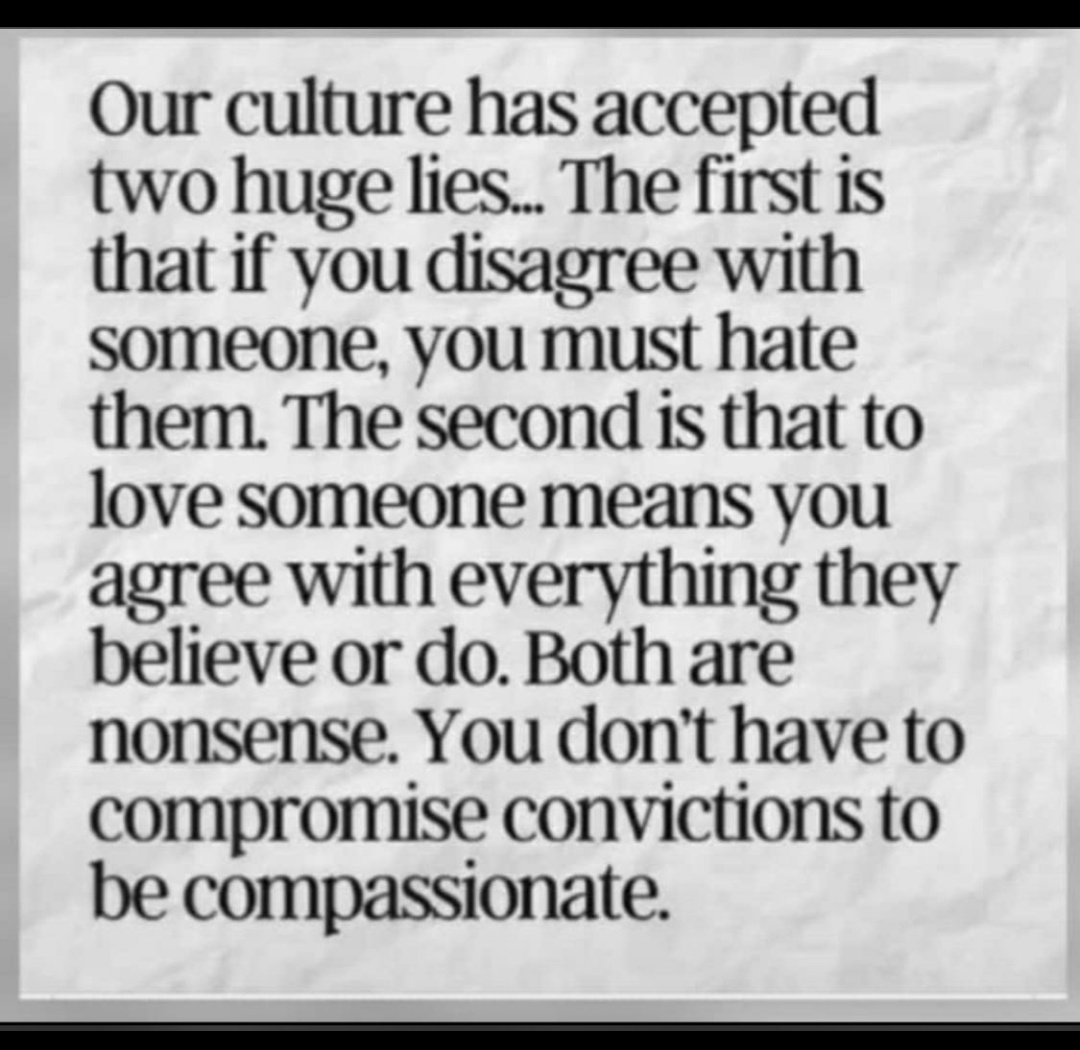 Our culture has accepted
two huge lies... The first is
that if you disagree with
someone, you must hate
them. The second is that to
love someone means you
agree with everything they
believe or do. Both are
nonsense. You don't have to
compromise convictions to
be compassionate.